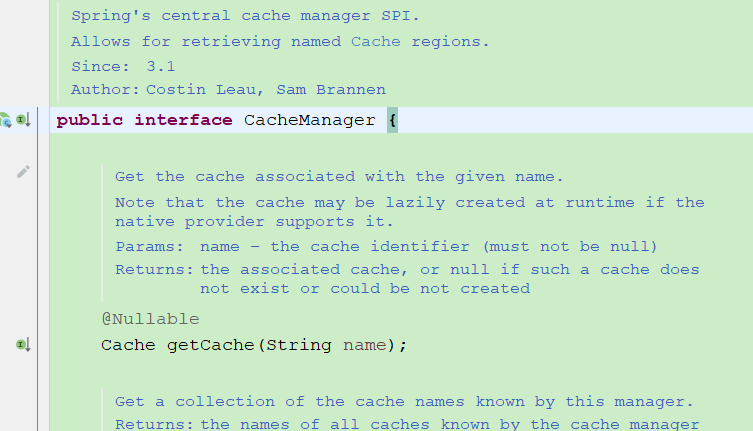 Spring's central cache manager SPI.
Allows for retrieving named Cache regions.
Since: 3.1
Author: Costin Leau, Sam Brannen
public interface CacheManager {
Get the cache associated with the given name.
Note that the cache may be lazily created at runtime if the
native provider supports it.
Params: name – the cache identifier (must not be null)
Returns: the associated cache, or null if such a cache does
not exist or could be not created
@Nullable
Cache getCache(String name);
Get a collection of the cache names known by this manager.
Returns: the names of all caches known by the cache manager